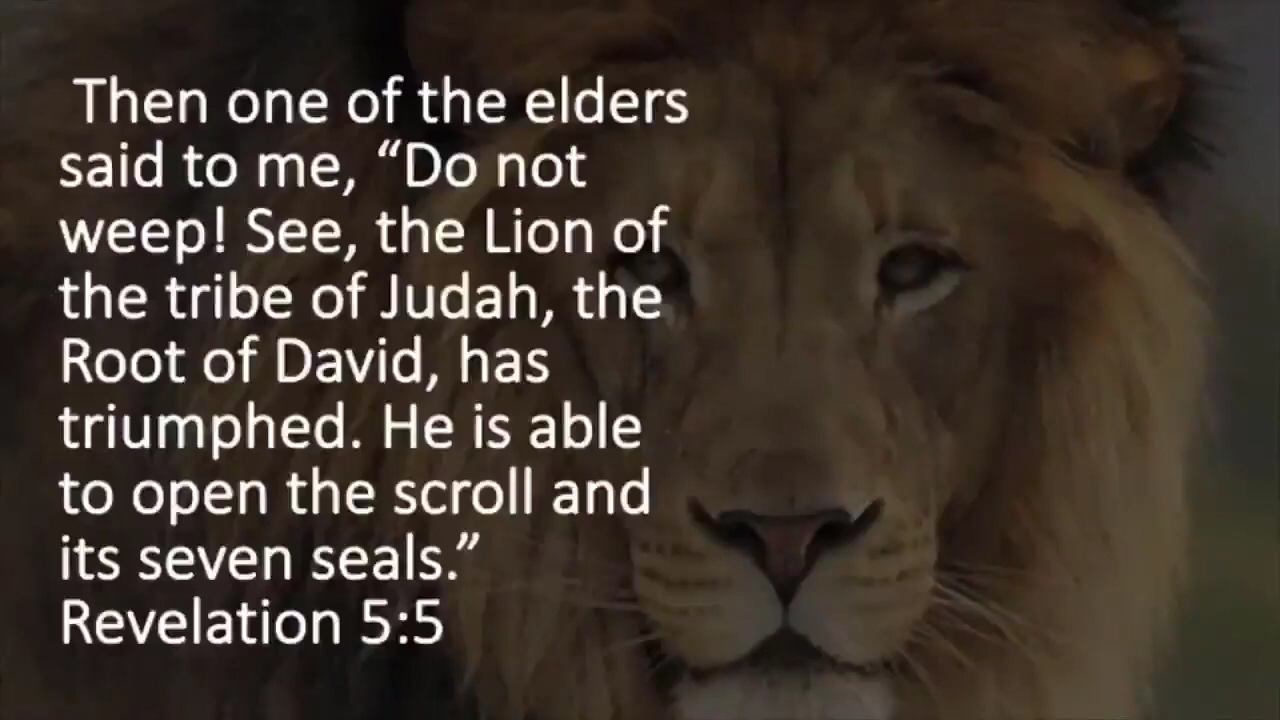 Then one of the elders
said to me, “Do not
weep! See, the Lion of
the tribe of Judah, the
Root of David, has
triumphed. He is able
to open the scroll and
its seven seals.”
Revelation 5:5